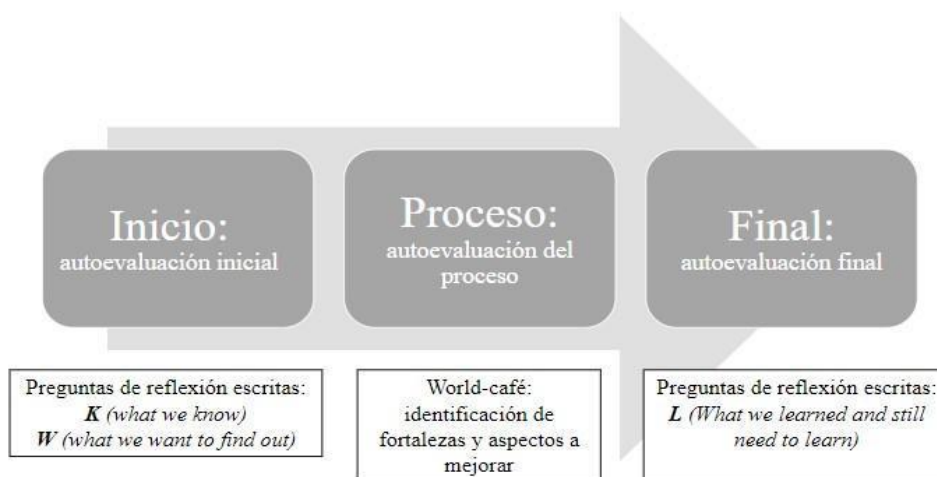 Inicio:
autoevaluación inicial
Proceso:
autoevaluación del
proceso
Final:
autoevaluación final
Preguntas de reflexión escritas:
K (what we know)
W (what we want to find out)
World-café:
identificación de
fortalezas y aspectos a
mejorar
Preguntas de reflexión escritas:
L (What we learned and still
need to learn)